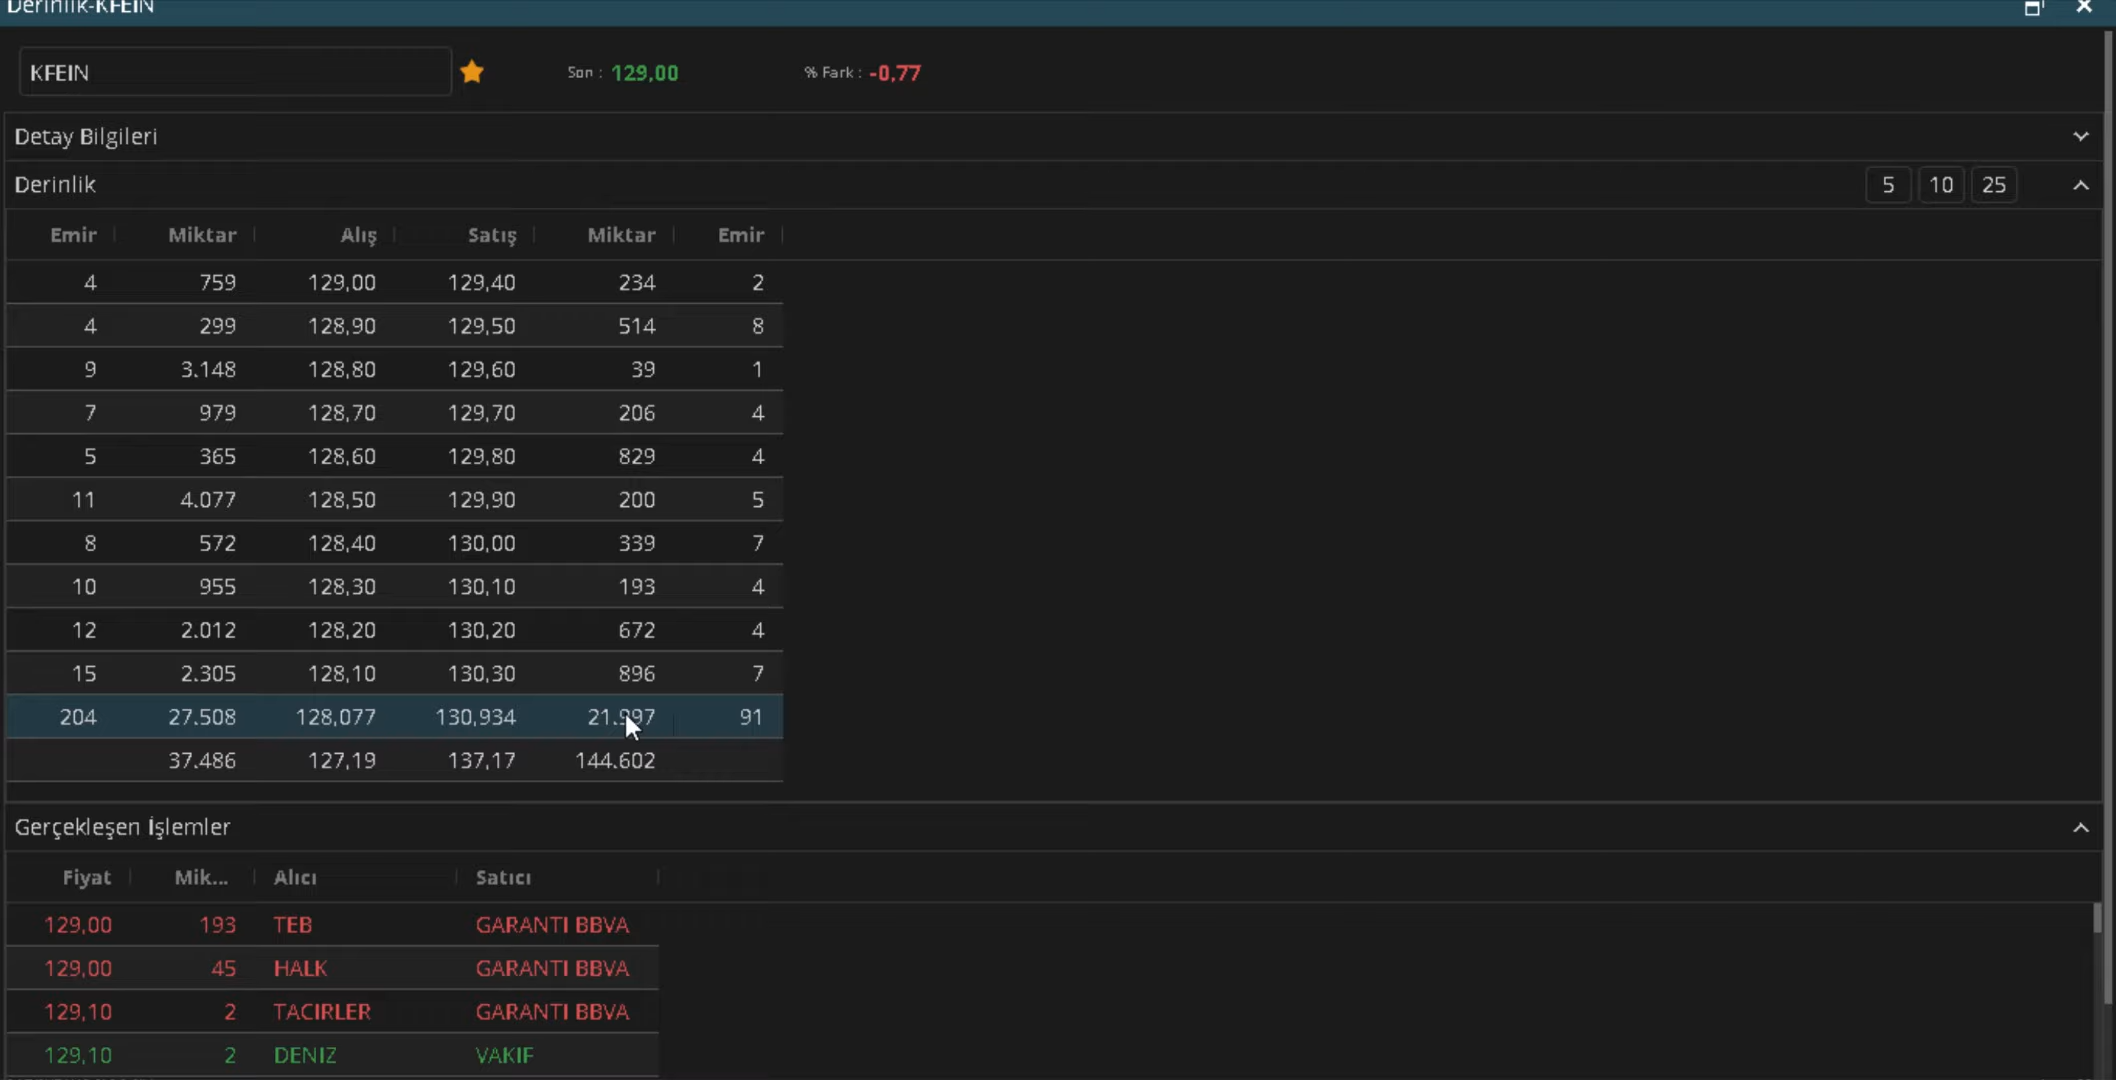 Derinlik-KFEIN
KFEIN Son : 129,00 % Fark : -0,77
Detay Bilgileri
Derinlik 5 10 25
Emir Miktar Alış Satış Miktar Emir
4 759 129,00 129,40 234 2
4 299 128,90 129,50 514 8
9 3.148 128,80 129,60 39 1
7 979 128,70 129,70 206 4
5 365 128,60 129,80 829 4
11 4.077 128,50 129,90 200 5
8 572 128,40 130,00 339 7
10 955 128,30 130,10 193 4
12 2.012 128,20 130,20 672 4
15 2.305 128,10 130,30 896 7
204 27.508 128,077 130,934 21.997 91
37.486 127,19 137,17 144.602
Gerçekleşen İşlemler
Fiyat Mik... Alıcı Satıcı
129,00 193 TEB GARANTI BBVA
129,00 45 HALK GARANTI BBVA
129,10 2 TACIRLER GARANTI BBVA
129,10 2 DENIZ VAKIF